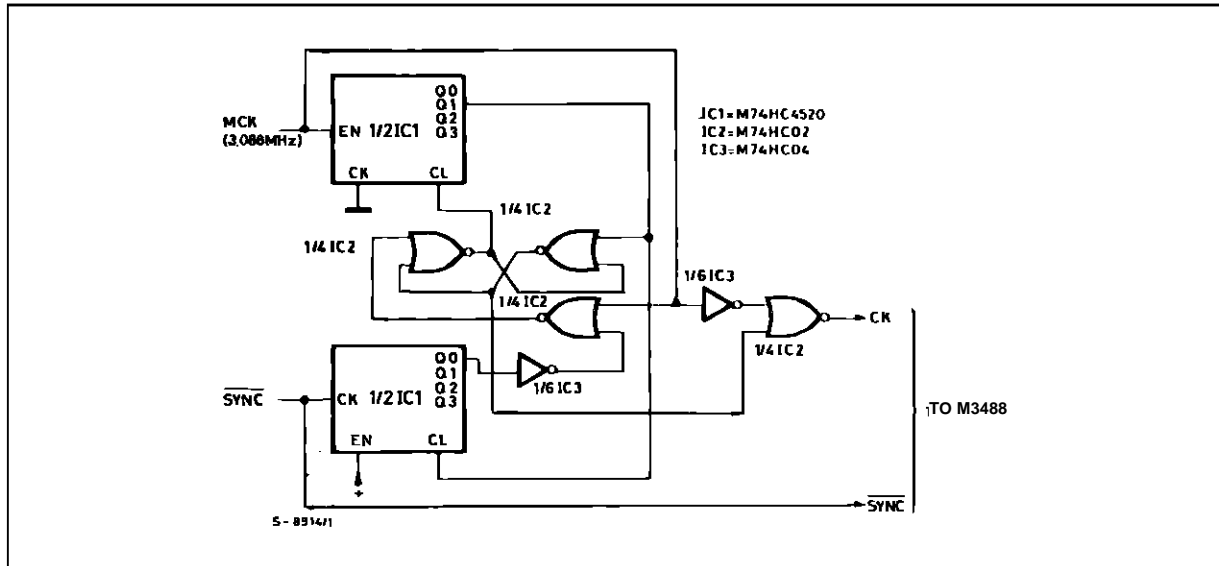 Q0
Q1
Q2
Q3
MCK
(3.088MHz)
EN 1/2 IC1
CK CL
IC1=M74HC4520
IC2=M74HC02
IC3=M74HC04
1/4 IC2
1/4 IC2
1/4 IC2
1/6 IC3
CK
1/4 IC2
Q0
Q1
Q2
Q3
SYNC
CK 1/2 IC1
1/6 IC3
EN CL
+
TO M3488
SYNC
S-8914/1